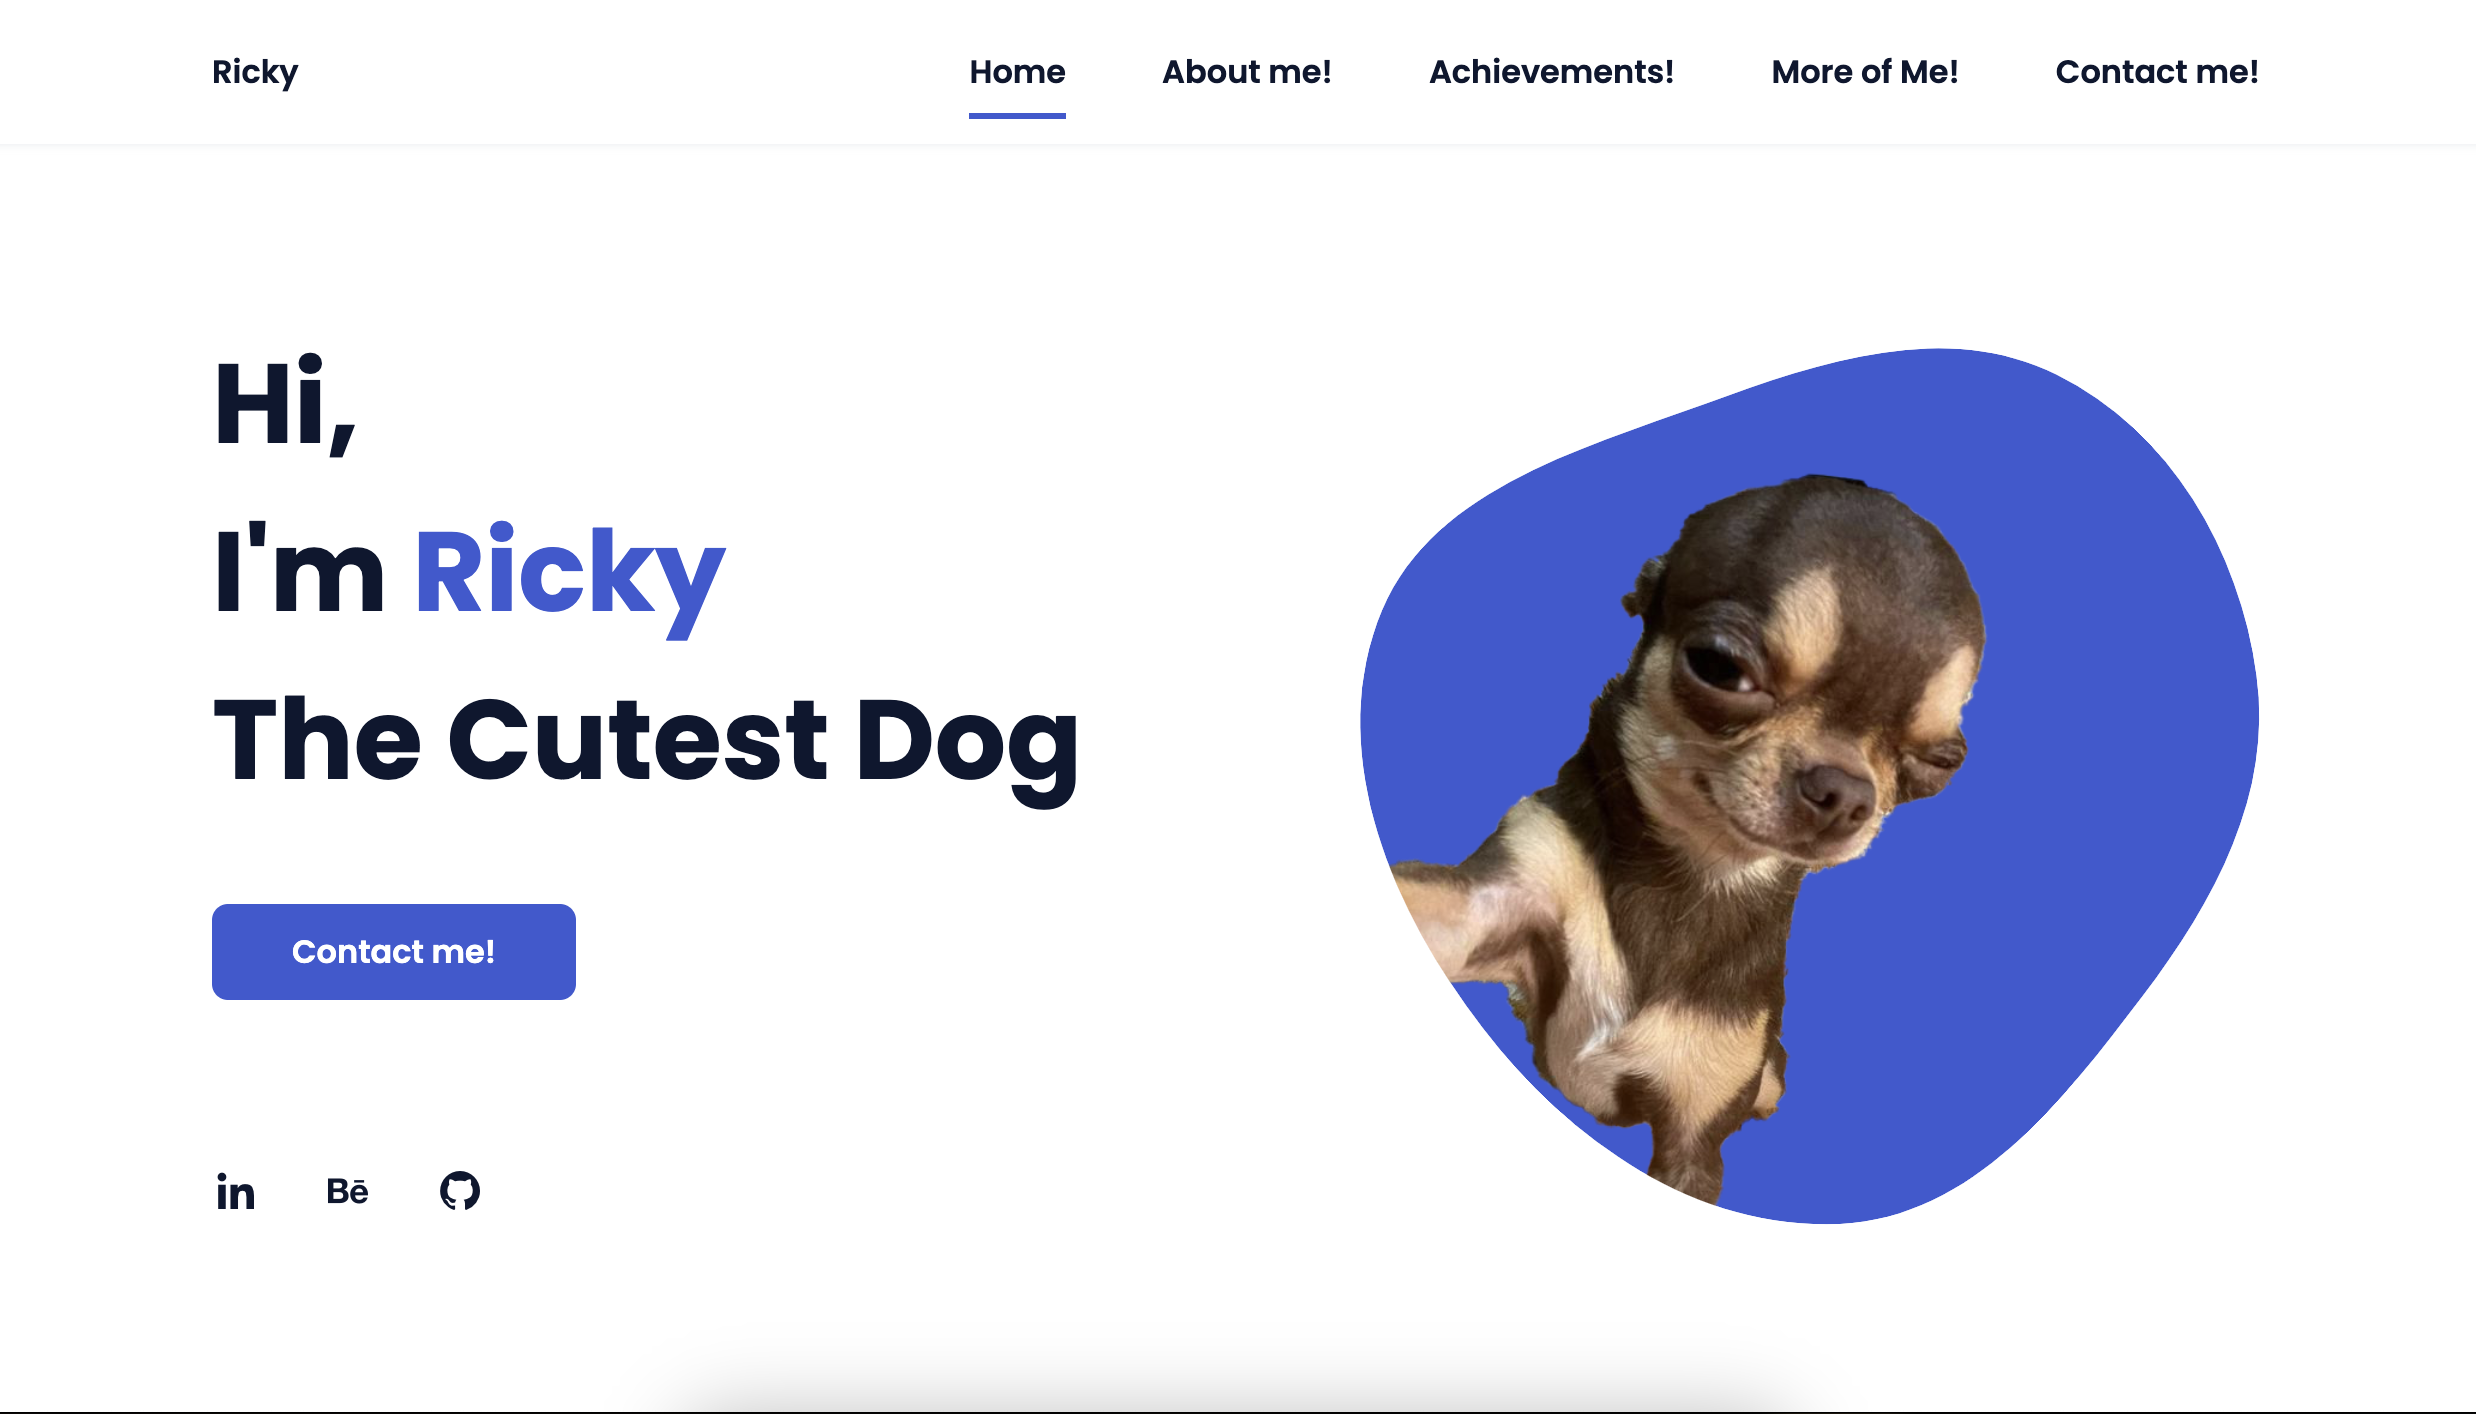 Ricky
Home
About me!
Achievements!
More of Me!
Contact me!
Hi,
I'm Ricky
The Cutest Dog
Contact me!
in
Bē